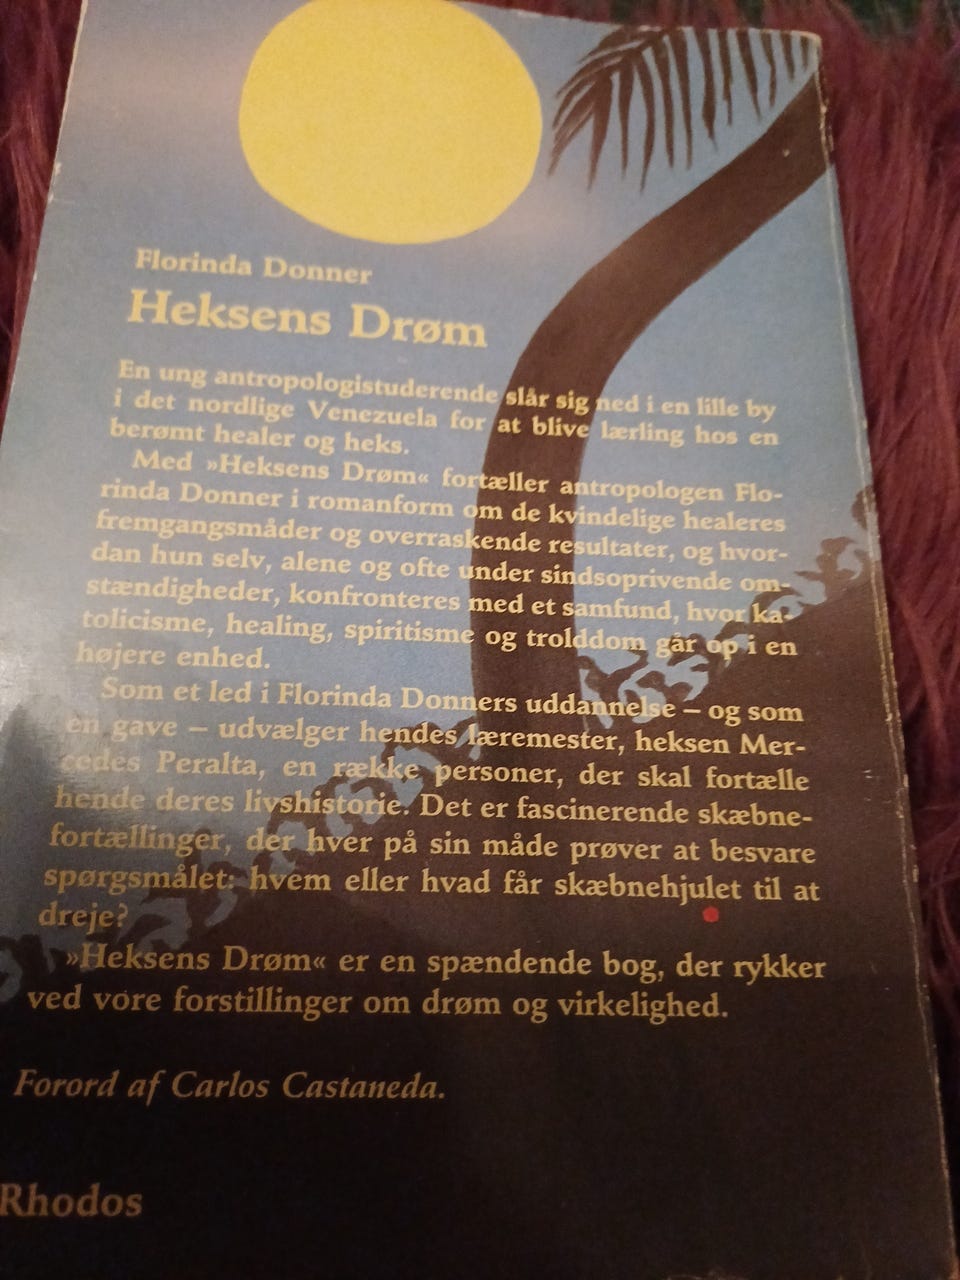 Florinda Donner
Heksens Drøm
En ung antropologistuderende slår sig ned i en lille by
i det nordlige Venezuela for at blive lærling hos en
berømt healer og heks.
Med »Heksens Drøm« fortæller antropologen Flo-
rinda Donner i romanform om de kvindelige healeres
fremgangsmåder og overraskende resultater, og hvor-
dan hun selv, alene og ofte under sindsoprivende om-
stændigheder, konfronteres med et samfund, hvor ka-
tolicisme, healing, spiritisme og trolddom går op i en
højere enhed.
Som et led i Florinda Donners uddannelse – og som
en gave – udvælger hendes læremester, heksen Mer-
cedes Peralta, en række personer, der skal fortælle
hende deres livshistorie. Det er fascinerende skæbne-
fortællinger, der hver på sin måde prøver at besvare
spørgsmålet: hvem eller hvad får skæbnehjulet til at
dreje?
»Heksens Drøm« er en spændende bog, der rykker
ved vore forstillinger om drøm og virkelighed.
Forord af Carlos Castaneda.
Rhodos